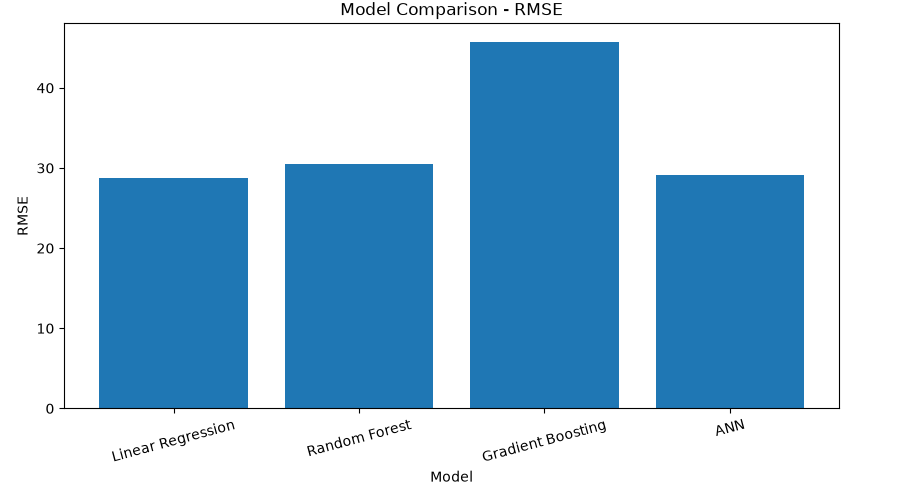 Model Comparison - RMSE
40
30
20
10
0
RMSE
Linear Regression
Random Forest
Gradient Boosting
ANN
Model